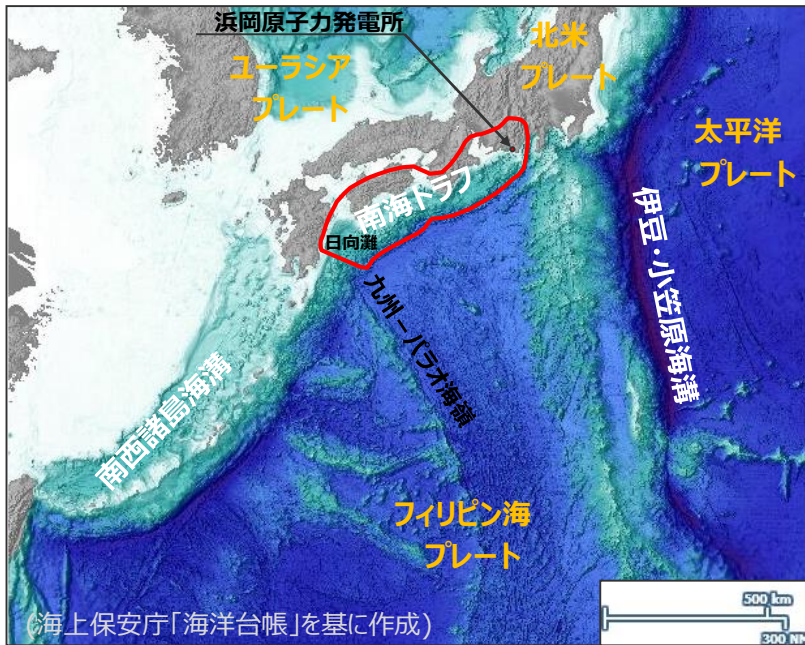 浜岡原子力発電所
北米
プレート
ユーラシア
プレート
太平洋
プレート
南海トラフ
日向灘
伊豆・小笠原海溝
九州－パラオ海嶺
南西諸島海溝
フィリピン海
プレート
500 km
300 NM
(海上保安庁「海洋台帳」を基に作成)